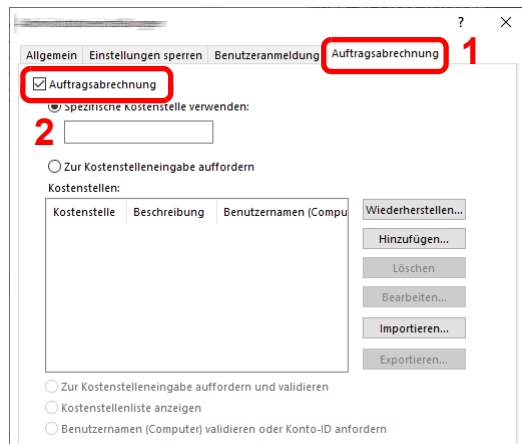 ? ×
Allgemein Einstellungen sperren Benutzeranmeldung Auftragsabrechnung 1
Auftragsabrechnung
Spezifische Kostenstelle verwenden:
2
Zur Kostenstelleneingabe auffordern
Kostenstellen:
Kostenstelle Beschreibung Benutzernamen (Compu
Wiederherstellen...
Hinzufügen...
Löschen
Bearbeiten...
Importieren...
Exportieren...
Zur Kostenstelleneingabe auffordern und validieren
Kostenstellenliste anzeigen
Benutzernamen (Computer) validieren oder Konto-ID anfordern